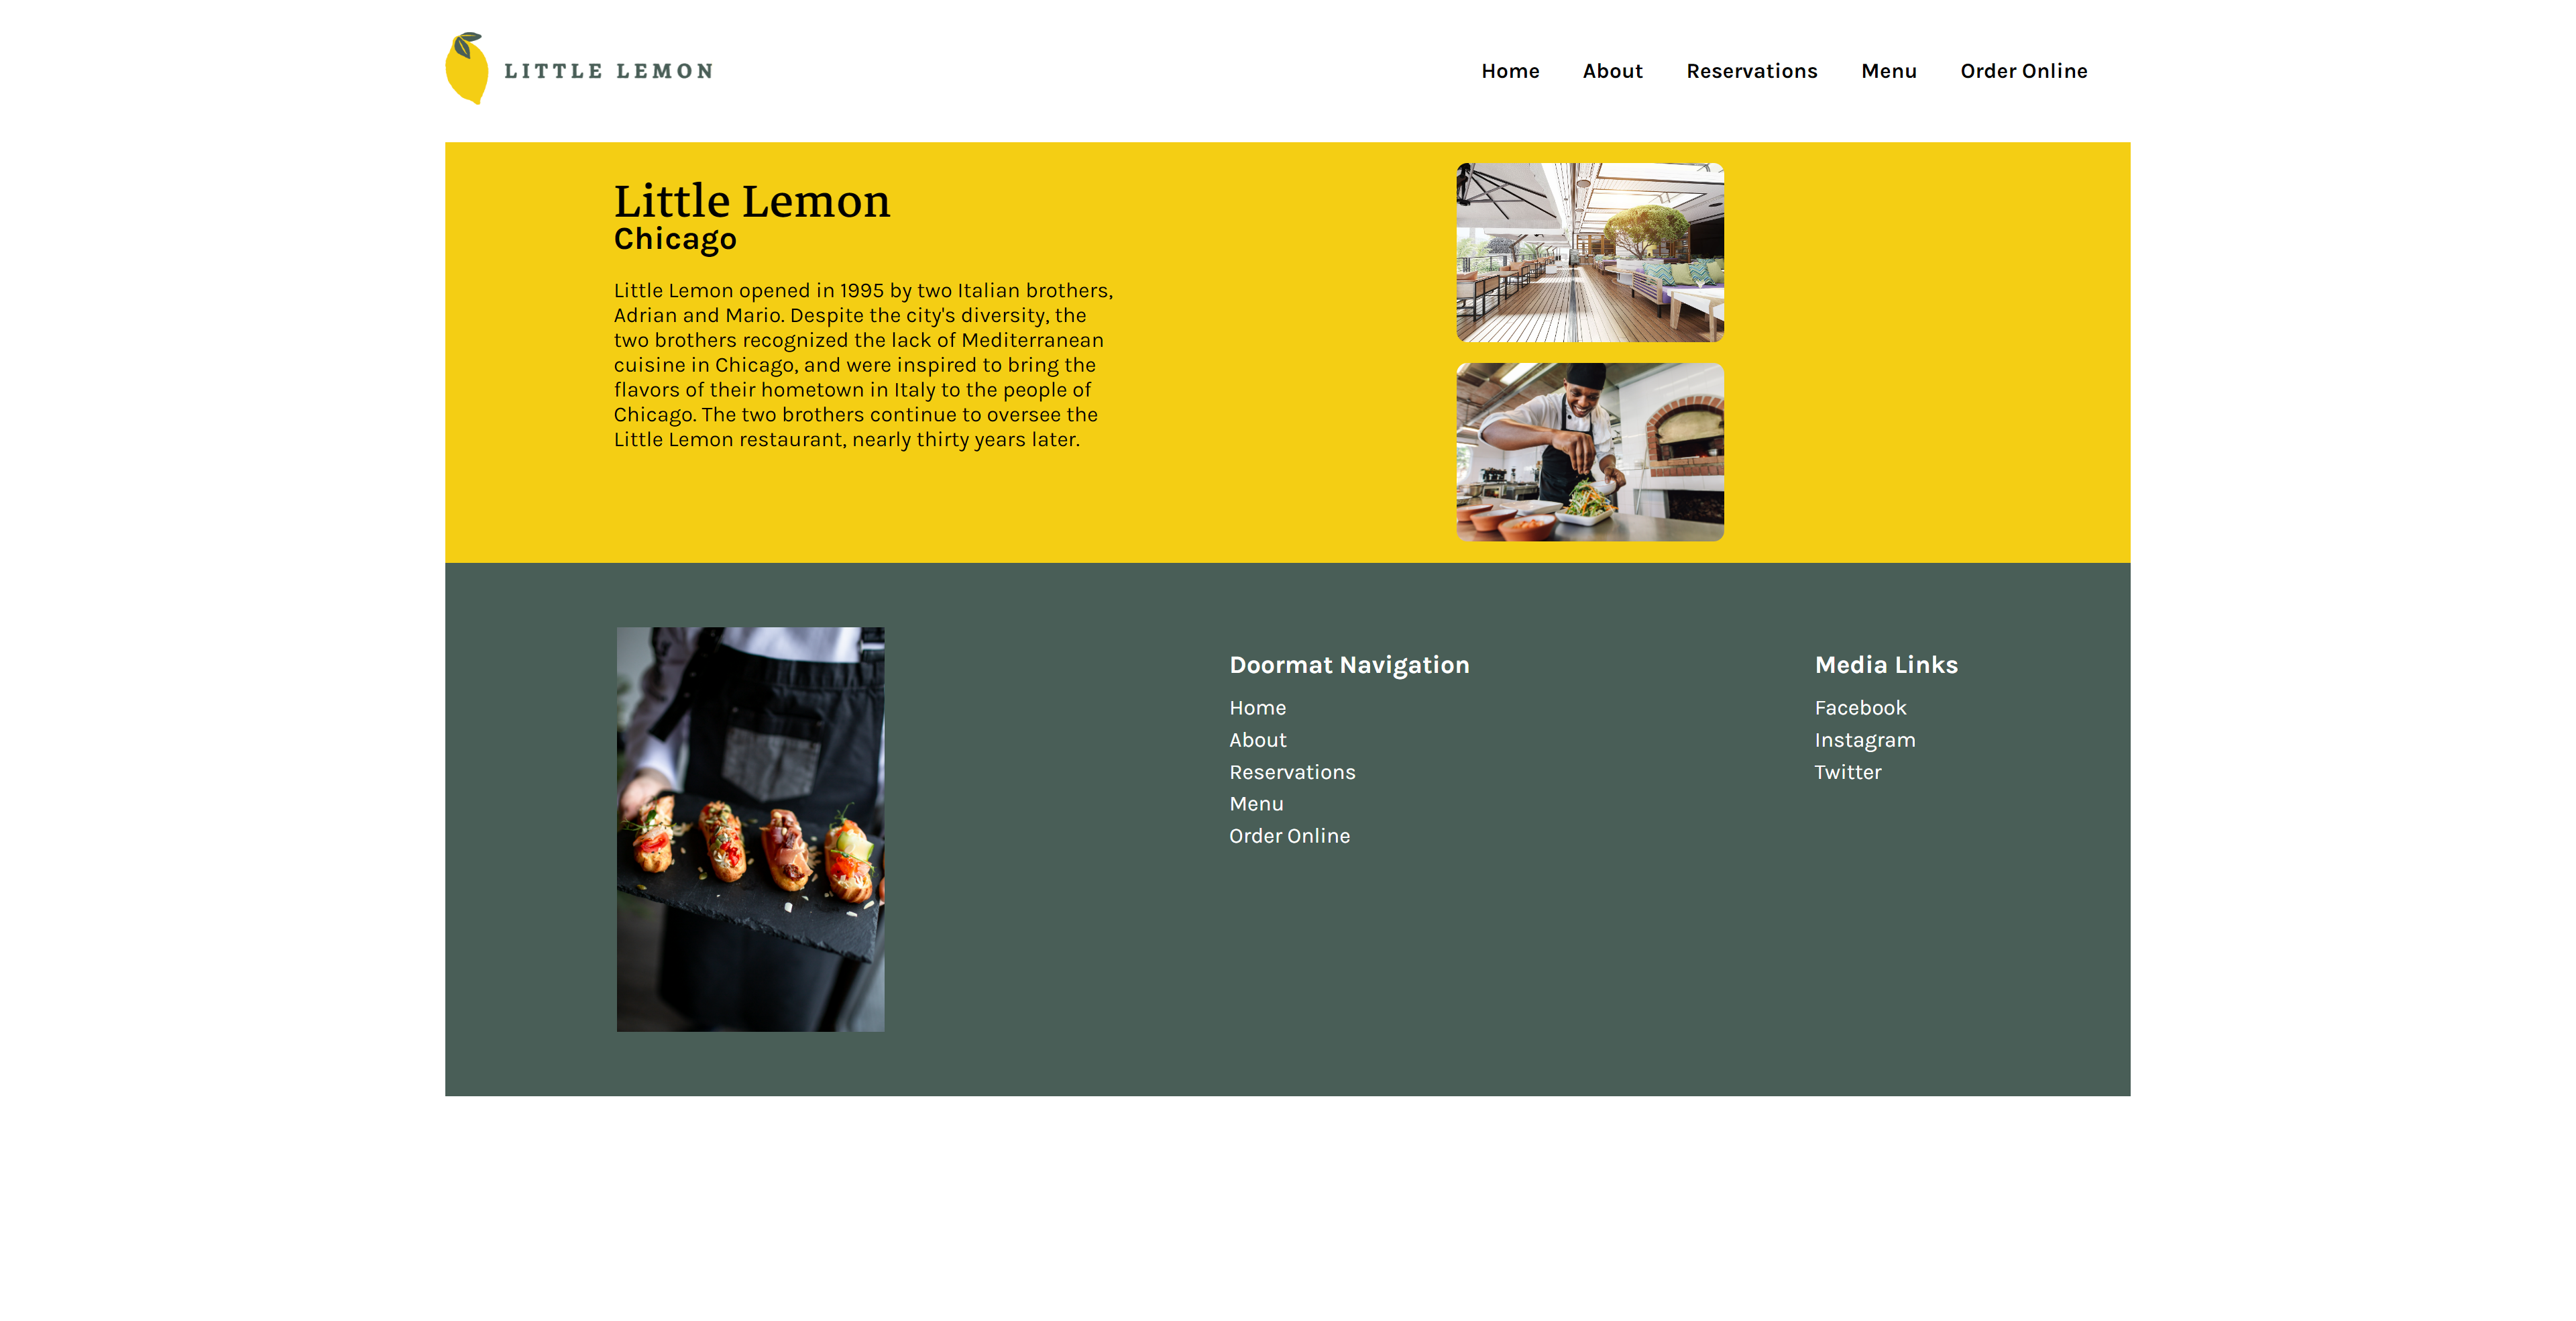 LITTLE LEMON
Home About Reservations Menu Order Online
Little Lemon
Chicago
Little Lemon opened in 1995 by two Italian brothers,
Adrian and Mario. Despite the city's diversity, the
two brothers recognized the lack of Mediterranean
cuisine in Chicago, and were inspired to bring the
flavors of their hometown in Italy to the people of
Chicago. The two brothers continue to oversee the
Little Lemon restaurant, nearly thirty years later.
Doormat Navigation
Home
About
Reservations
Menu
Order Online
Media Links
Facebook
Instagram
Twitter